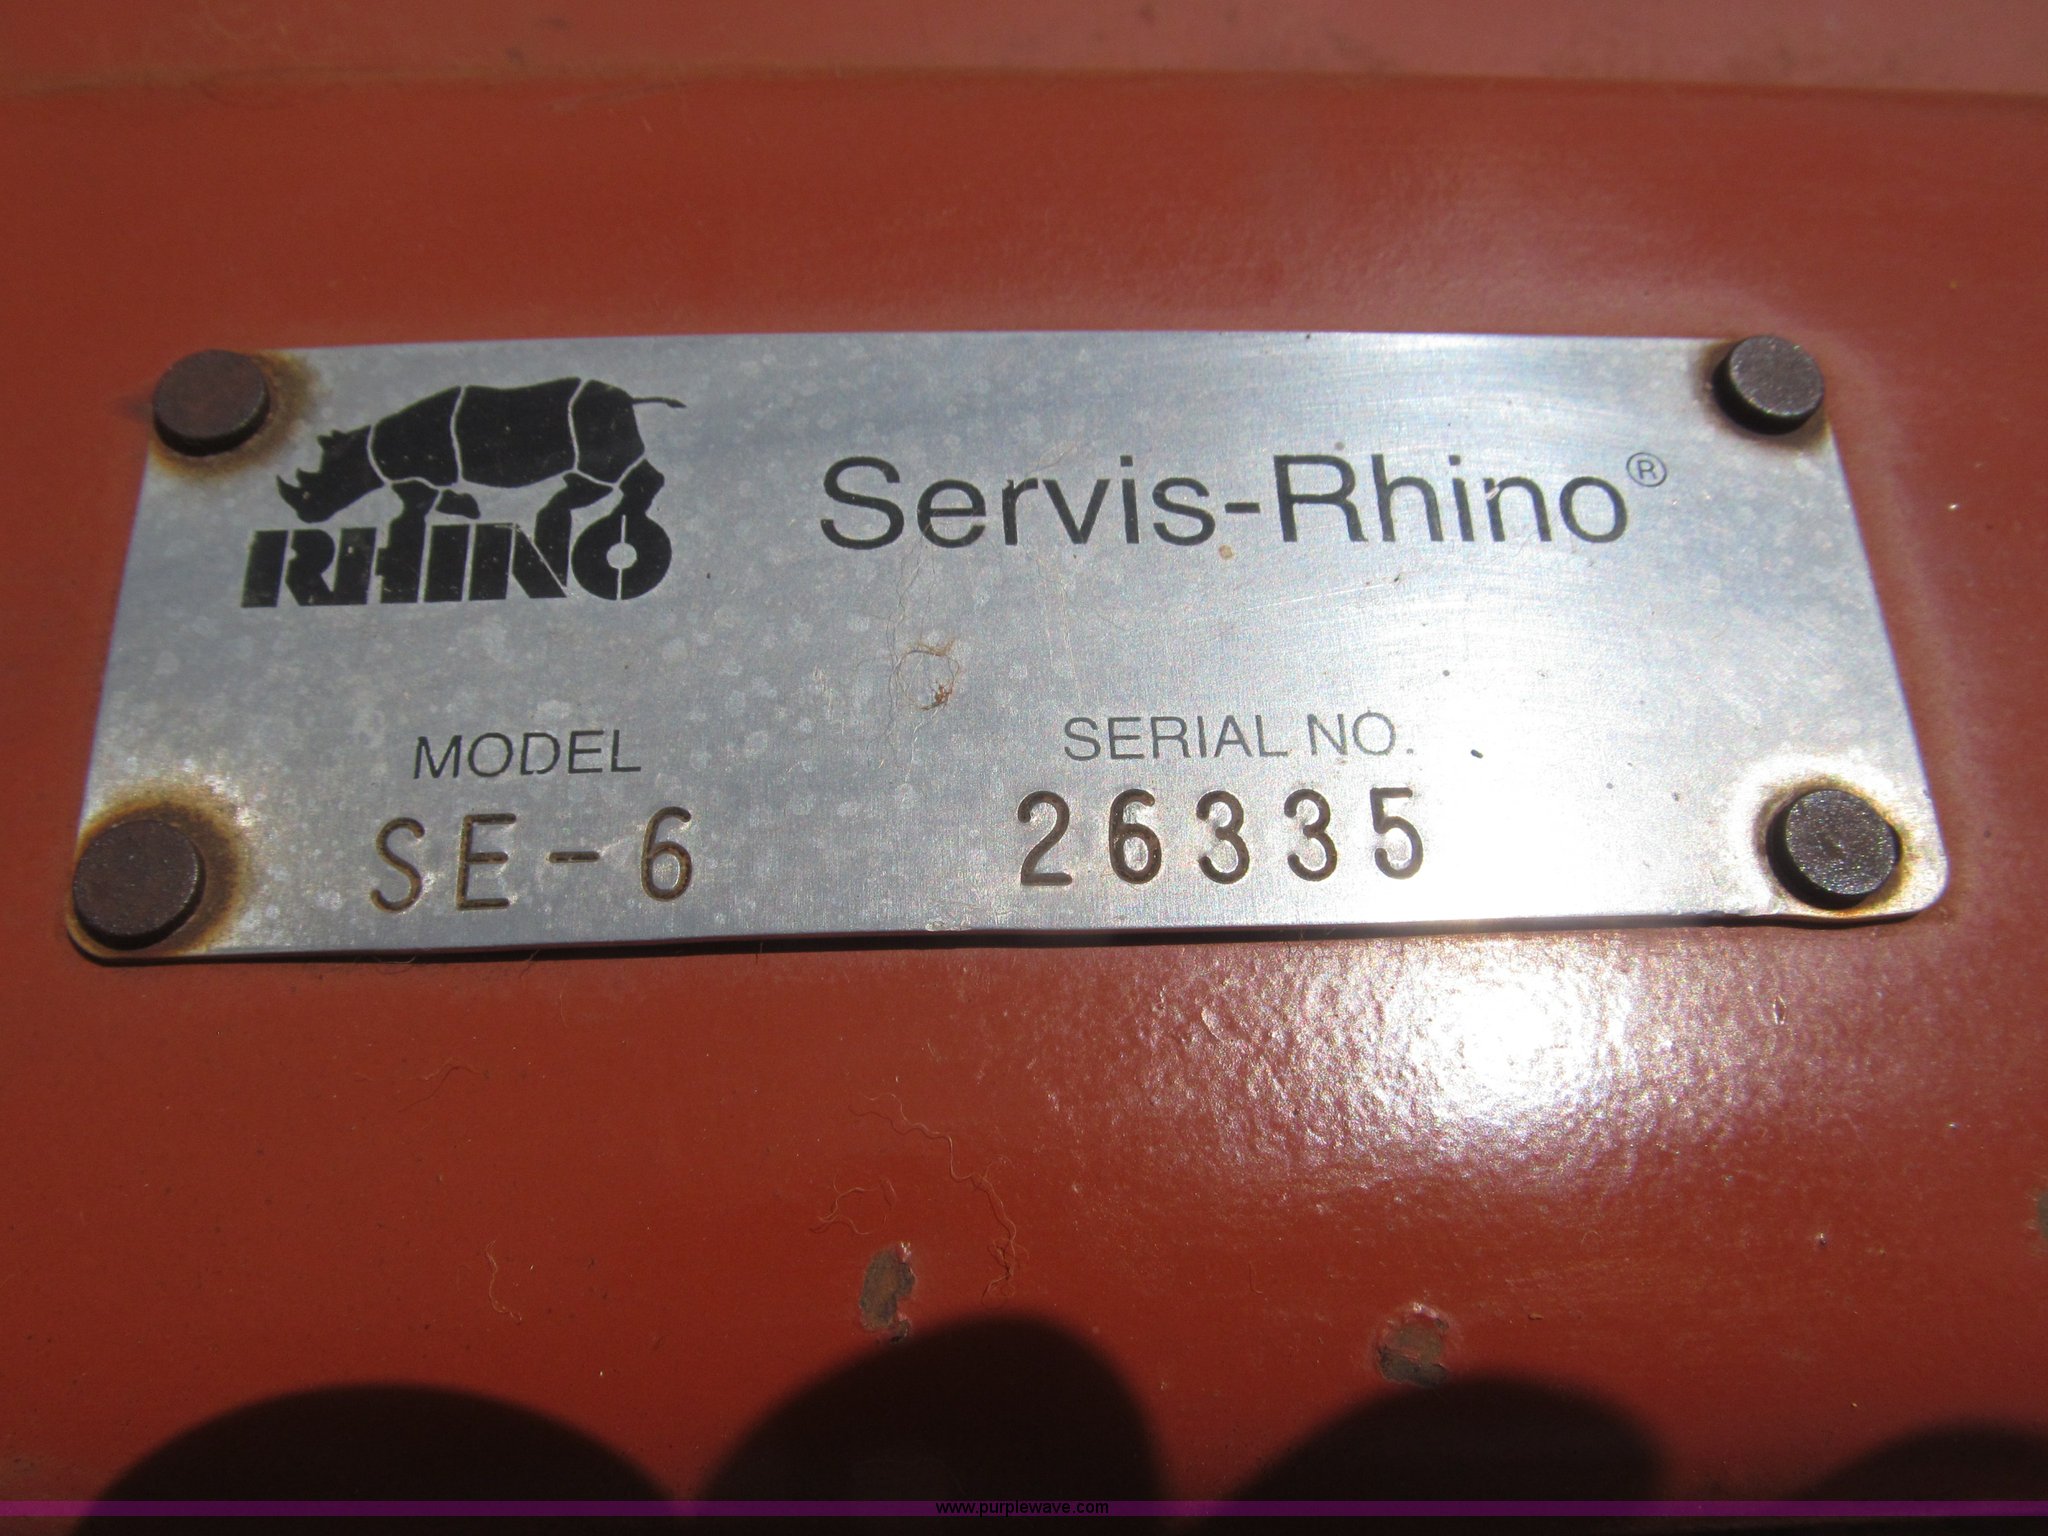 RHINO
Servis-Rhino®
MODEL
SE-6
SERIAL NO.
26335
www.purplewave.com